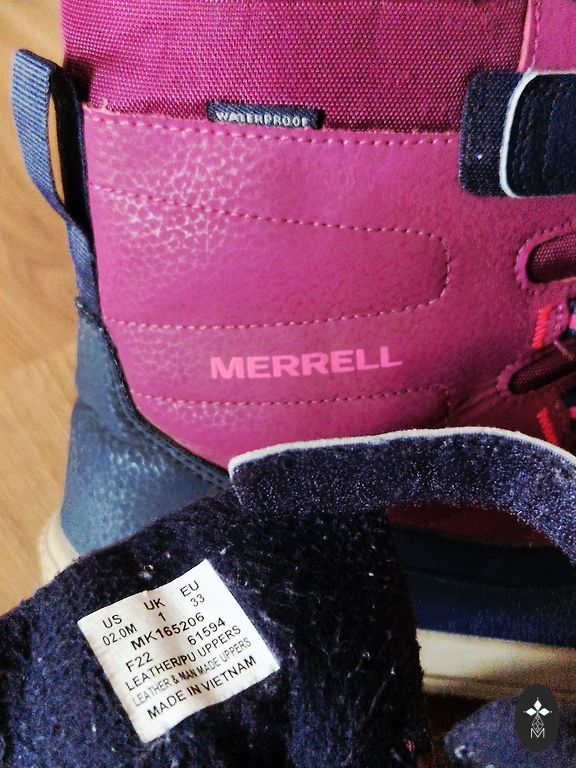 WATERPROOF
MERRELL
US UK EU
02.0M 1 33
MK165206
F22 61594
LEATHER/PU UPPERS
LEATHER & MAN MADE UPPERS
MADE IN VIETNAM
M